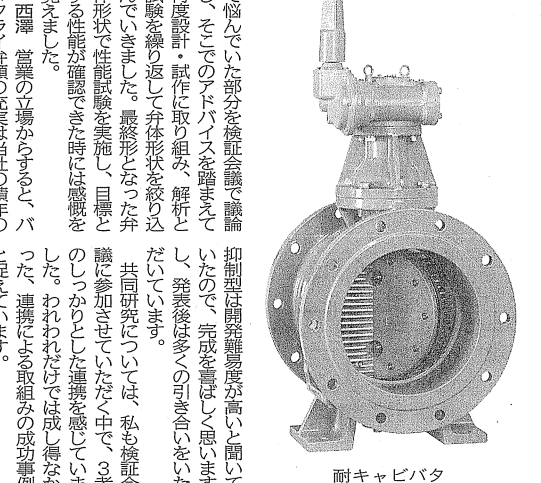 悩んでいた部分を検証会議で議論
し、そこでのアドバイスを踏まえて
再度設計・試作に取り組み、解析と
試験を繰り返して弁体形状を絞り込
んでいきました。最終形となった弁
形状で性能試験を実施し、目標と
する性能が確認できた時には感慨を
覚えました。
西澤　営業の立場からすると、バ
タフライ弁類の充実は当社の積年の
抑制型は開発難易度が高いと聞いて
いたので、完成を喜ばしく思います
し、発表後は多くの引き合いをいた
だいています。
共同研究については、私も検証会
議に参加させていただく中で、3者
のしっかりとした連携を感じていま
した。われわれだけでは成し得なか
った、連携による取組みの成功事例
と捉えています。
耐キャビバタ